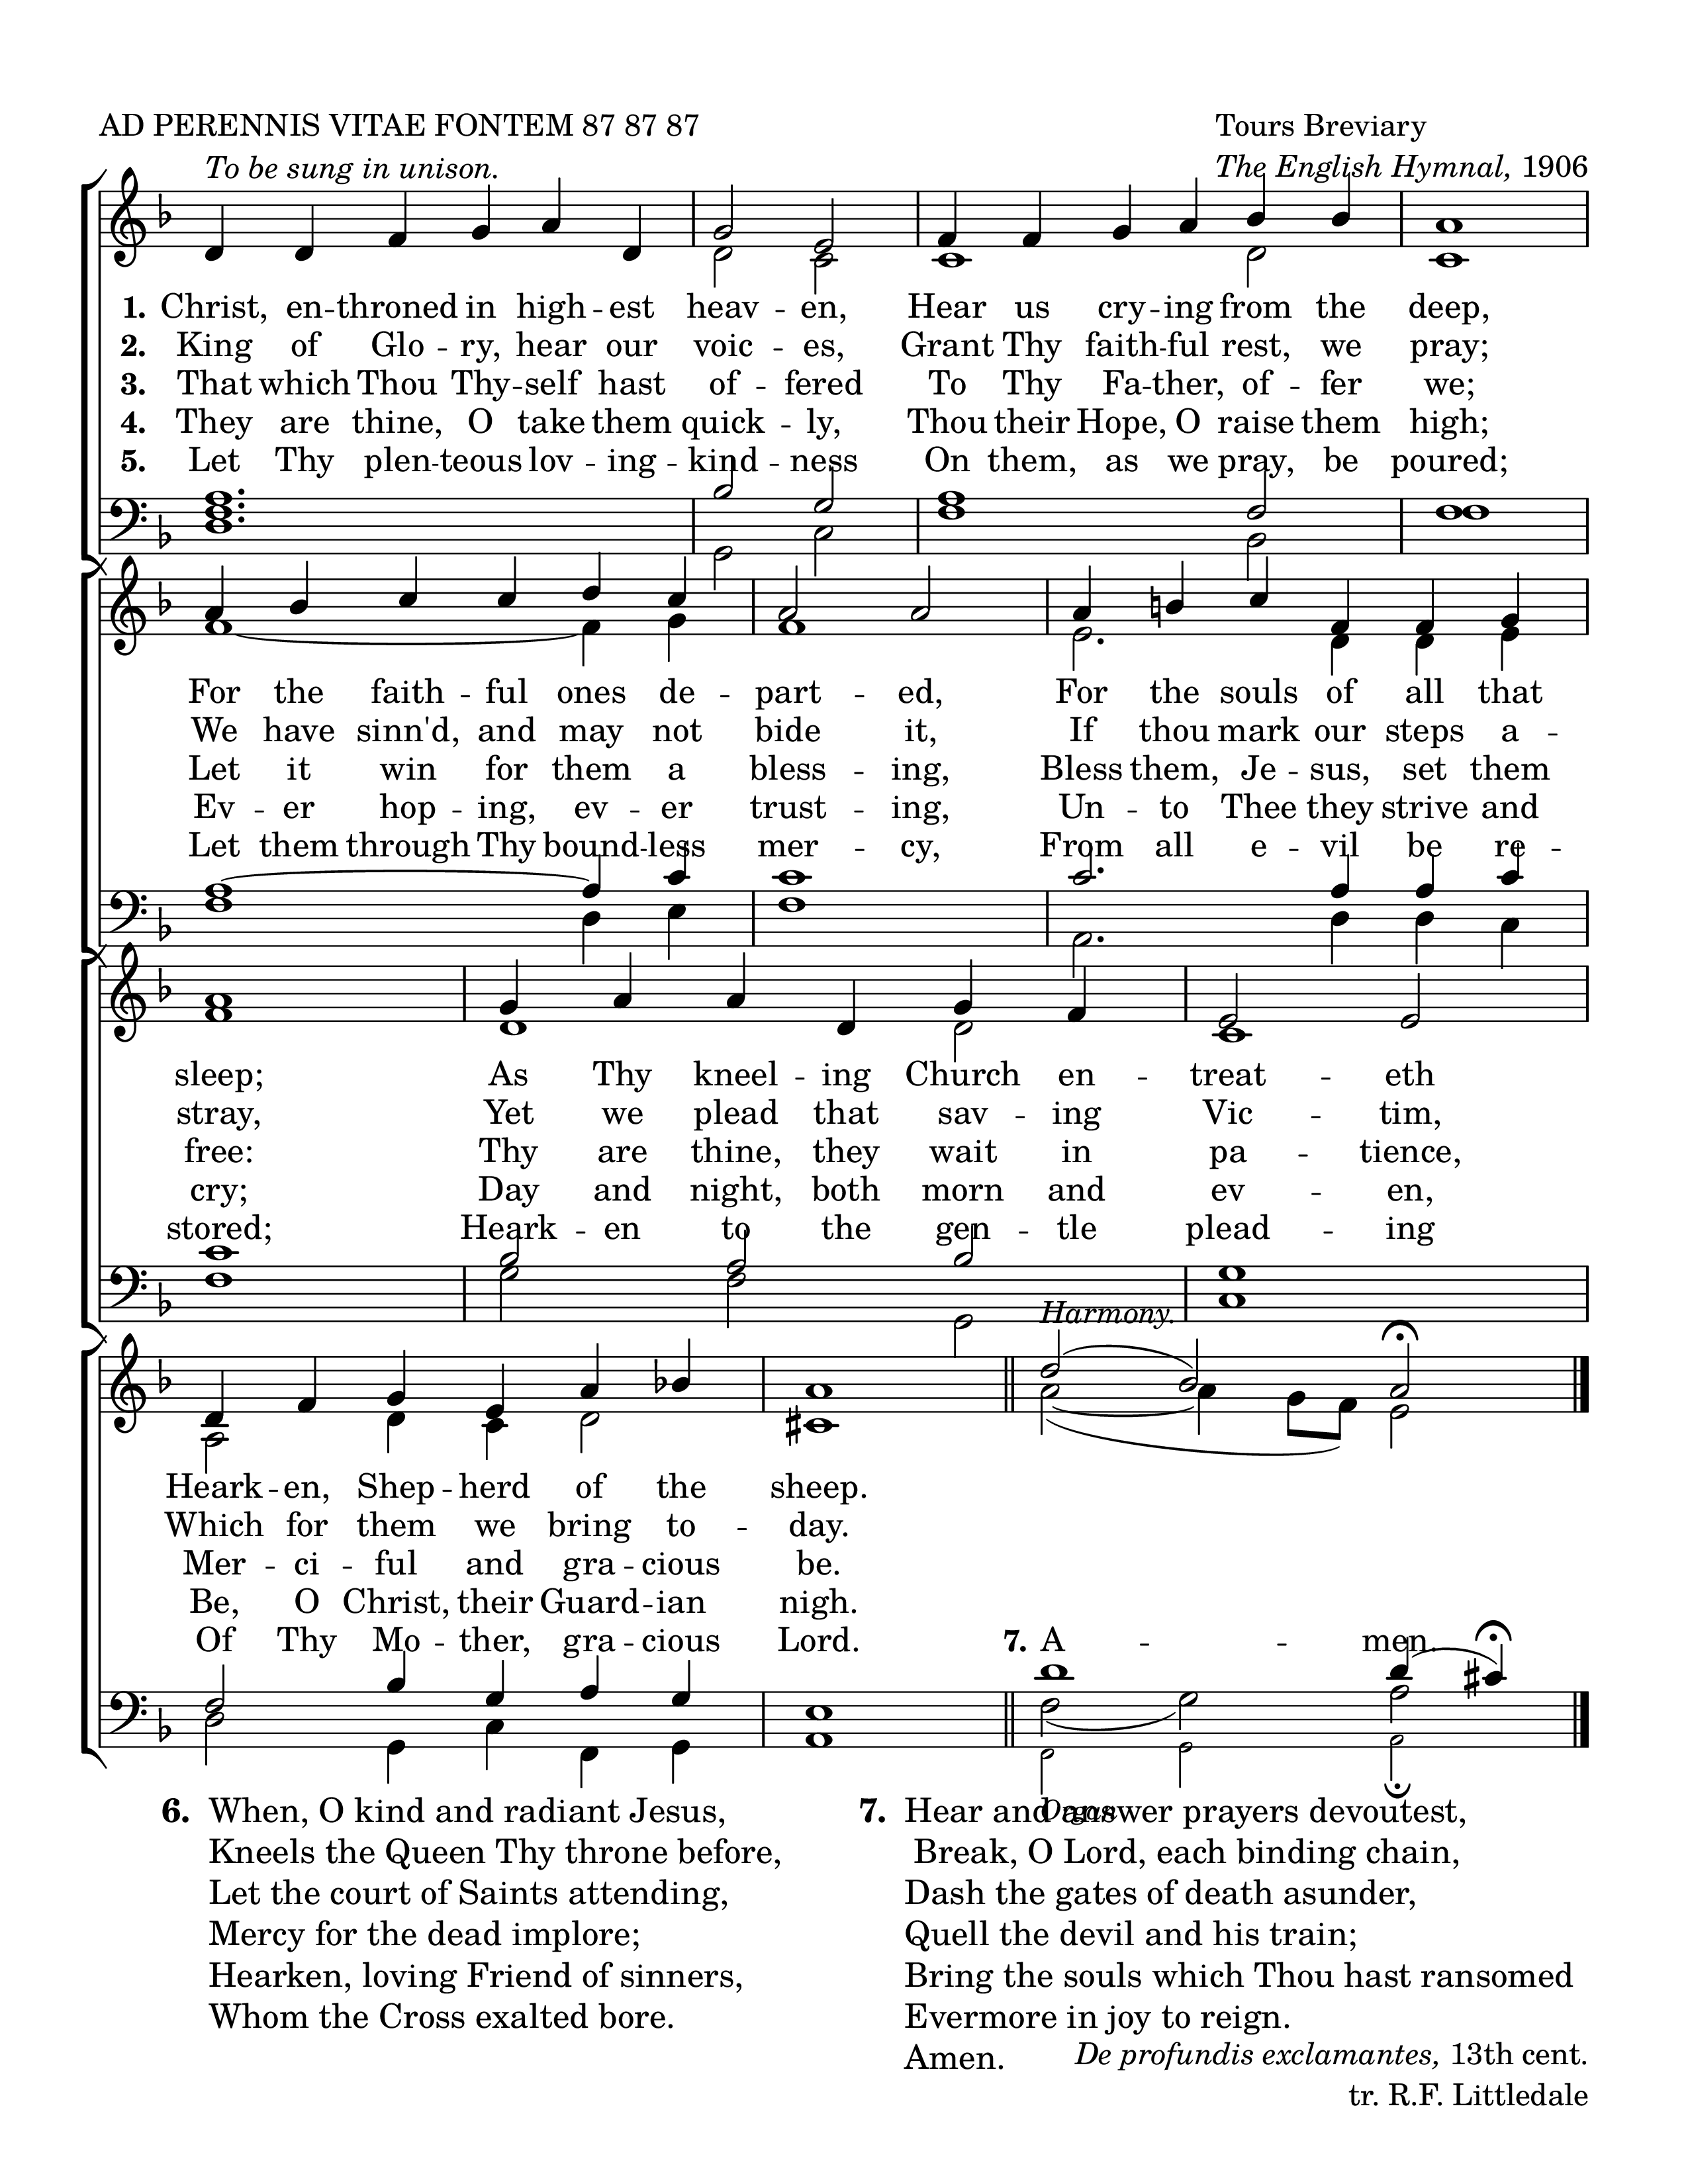 AD PERENNIS VITAE FONTEM 87 87 87
Tours Breviary
To be sung in unison.
The English Hymnal, 1906
1. Christ, en -- throned in high -- est heav -- en, Hear us cry -- ing from the deep,
2. King of Glo -- ry, hear our voic -- es, Grant Thy faith -- ful rest, we pray;
3. That which Thou Thy -- self hast of -- fered To Thy Fa -- ther, of -- fer we;
4. They are thine, O take them quick -- ly, Thou their Hope, O raise them high;
5. Let Thy plen -- teous lov -- ing -- kind -- ness On them, as we pray, be poured;
For the faith -- ful ones de -- part -- ed, For the souls of all that
We have sinn'd, and may not bide it, If thou mark our steps a --
Let it win for them a bless -- ing, Bless them, Je -- sus, set them
Ev -- er hop -- ing, ev -- er trust -- ing, Un -- to Thee they strive and
Let them through Thy bound -- less mer -- cy, From all e -- vil be re --
sleep; As Thy kneel -- ing Church en -- treat -- eth
stray, Yet we plead that sav -- ing Vic -- tim,
free: Thy are thine, they wait in pa -- tience,
cry; Day and night, both morn and ev -- en,
stored; Heark -- en to the gen -- tle plead -- ing
Harmony.
Heark -- en, Shep -- herd of the sheep.
Which for them we bring to -- day.
Mer -- ci -- ful and gra -- cious be.
Be, O Christ, their Guard -- ian nigh.
Of Thy Mo -- ther, gra -- cious Lord. 7. A -- -- men.
Organ
6. When, O kind and radiant Jesus,
Kneels the Queen Thy throne before,
Let the court of Saints attending,
Mercy for the dead implore;
Hearken, loving Friend of sinners,
Whom the Cross exalted bore.
7. Hear and answer prayers devoutest,
Break, O Lord, each binding chain,
Dash the gates of death asunder,
Quell the devil and his train;
Bring the souls which Thou hast ransomed
Evermore in joy to reign.
Amen.
De profundis exclamantes, 13th cent.
tr. R.F. Littledale